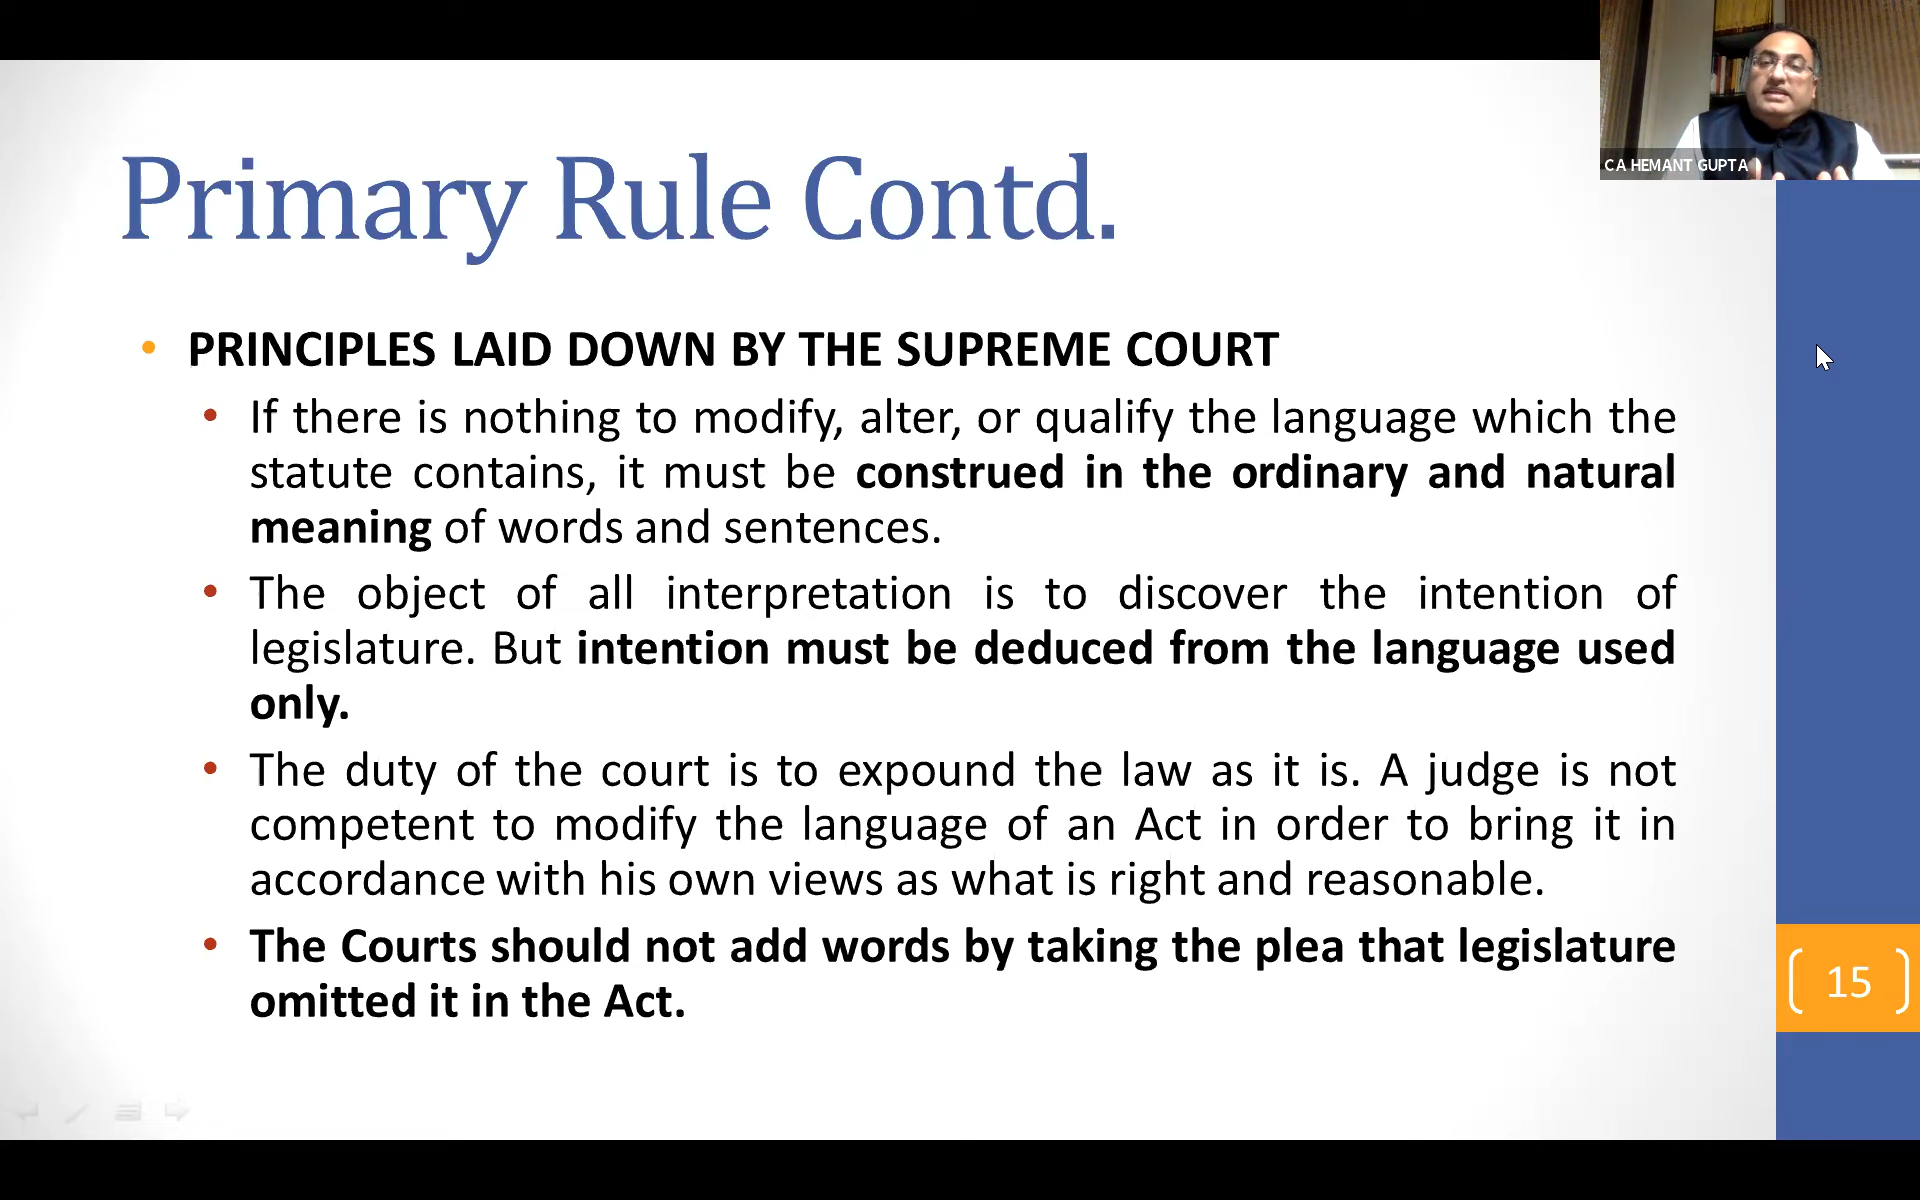 CA HEMANT GUPTA
Primary Rule Contd.
• PRINCIPLES LAID DOWN BY THE SUPREME COURT
• If there is nothing to modify, alter, or qualify the language which the
statute contains, it must be construed in the ordinary and natural
meaning of words and sentences.
• The object of all interpretation is to discover the intention of
legislature. But intention must be deduced from the language used
only.
• The duty of the court is to expound the law as it is. A judge is not
competent to modify the language of an Act in order to bring it in
accordance with his own views as what is right and reasonable.
• The Courts should not add words by taking the plea that legislature
omitted it in the Act.
15